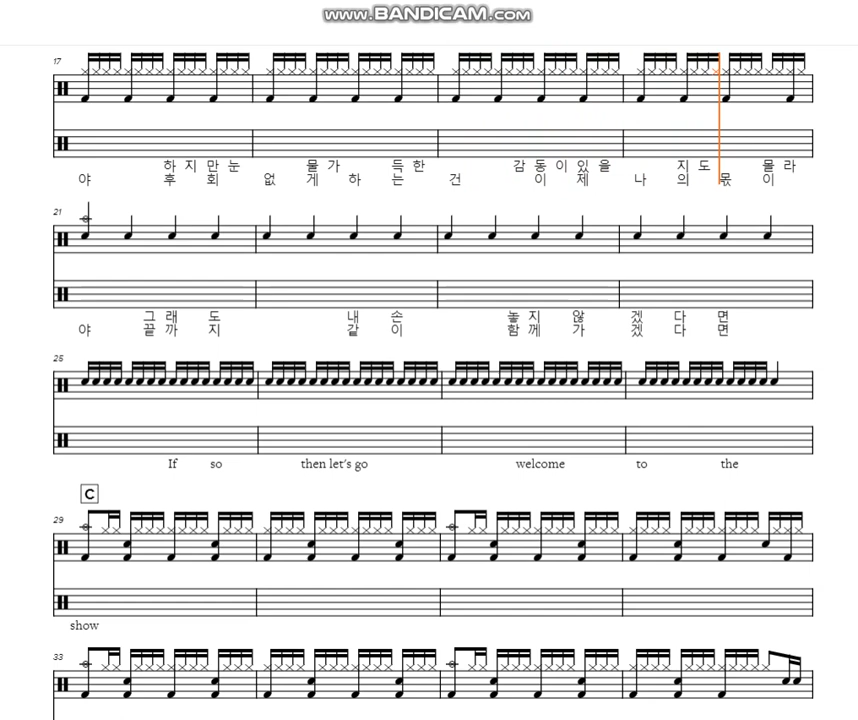 www.BANDICAM.com
17
하 지 만 눈 물 가 득 한 감 동 이 있 을 지 도 몰 라
야 후 회 없 게 하 는 건 이 제 나 의 몫 이
21
그 래 도 내 손 놓 지 않 겠 다 면
야 끝 까 지 같 이 함 께 가 겠 다 면
25
If so then let's go welcome to the
C
29
show
33